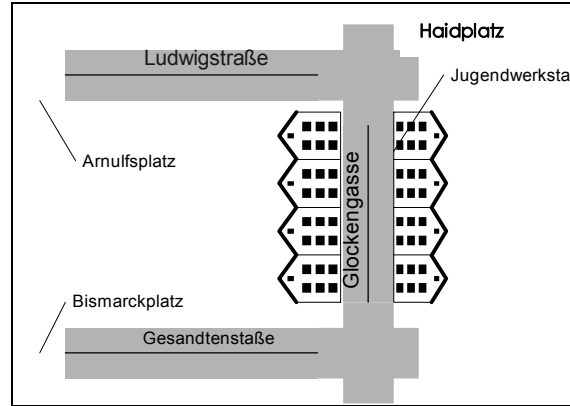 Haidplatz
Ludwigstraße
Jugendwerksta
Arnulfsplatz
Glockengasse
Bismarckplatz
Gesandtenstaße